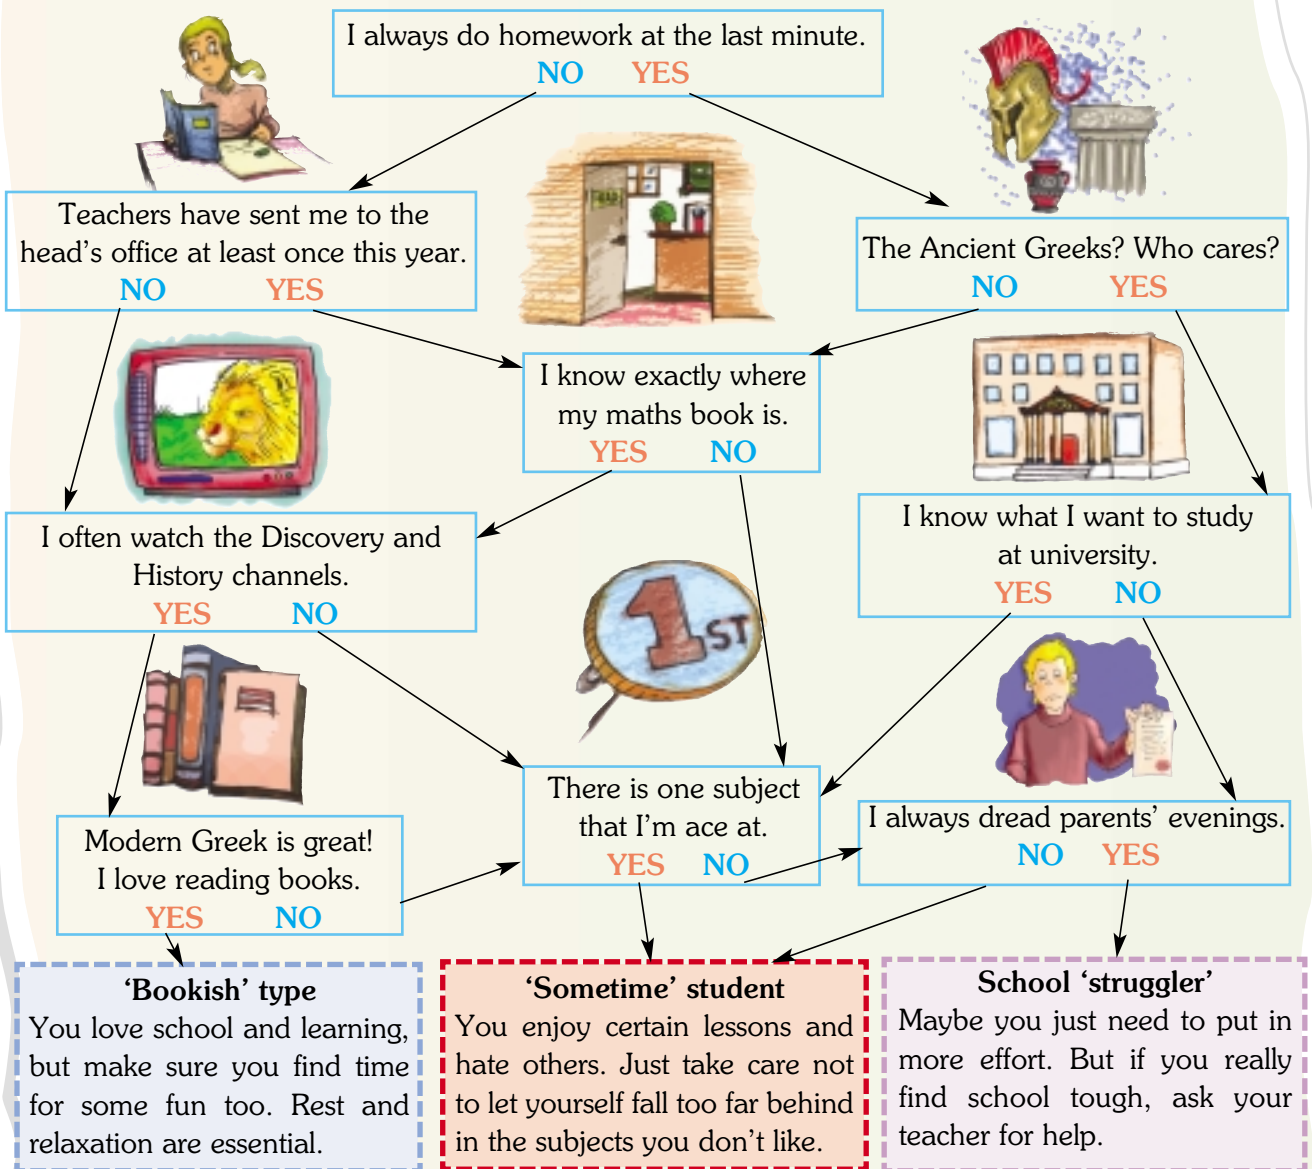 I always do homework at the last minute.
NO YES
Teachers have sent me to the
head's office at least once this year.
NO YES
The Ancient Greeks? Who cares?
NO YES
I know exactly where
my maths book is.
YES NO
I often watch the Discovery and
History channels.
YES NO
I know what I want to study
at university.
YES NO
1ST
There is one subject
that I'm ace at.
YES NO
I always dread parents' evenings.
NO YES
Modern Greek is great!
I love reading books.
YES NO
'Bookish' type
You love school and learning,
but make sure you find time
for some fun too. Rest and
relaxation are essential.
'Sometime' student
You enjoy certain lessons and
hate others. Just take care not
to let yourself fall too far behind
in the subjects you don't like.
School 'struggler'
Maybe you just need to put in
more effort. But if you really
find school tough, ask your
teacher for help.